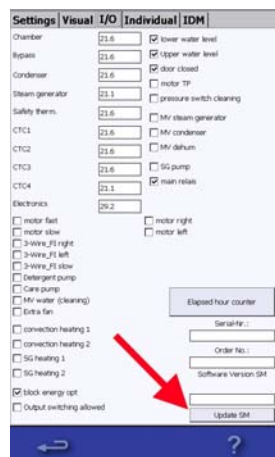 Settings Visual I/O Individual IDM
Chamber 21.6
Bypass 21.6
Condenser 21.6
Steam generator 21.1
Safety therm. 21.6
CTC1 21.6
CTC2 21.6
CTC3 21.6
CTC4 21.1
Electronics 29.2
lower water level
Upper water level
door closed
motor TP
pressure switch cleaning
MV steam generator
MV condenser
MV dehum
SG pump
main relais
motor fast
motor slow
3-Wire_FI right
3-Wire_FI left
3-Wire_FI slow
Detergent pump
Care pump
MV water (cleaning)
Extra fan
motor right
motor left
convection heating 1
convection heating 2
SG heating 1
SG heating 2
block energy opt
Output switching allowed
Elapsed hour counter
Serial-Nr.:
Order No.:
Software Version SM
Update SM
?